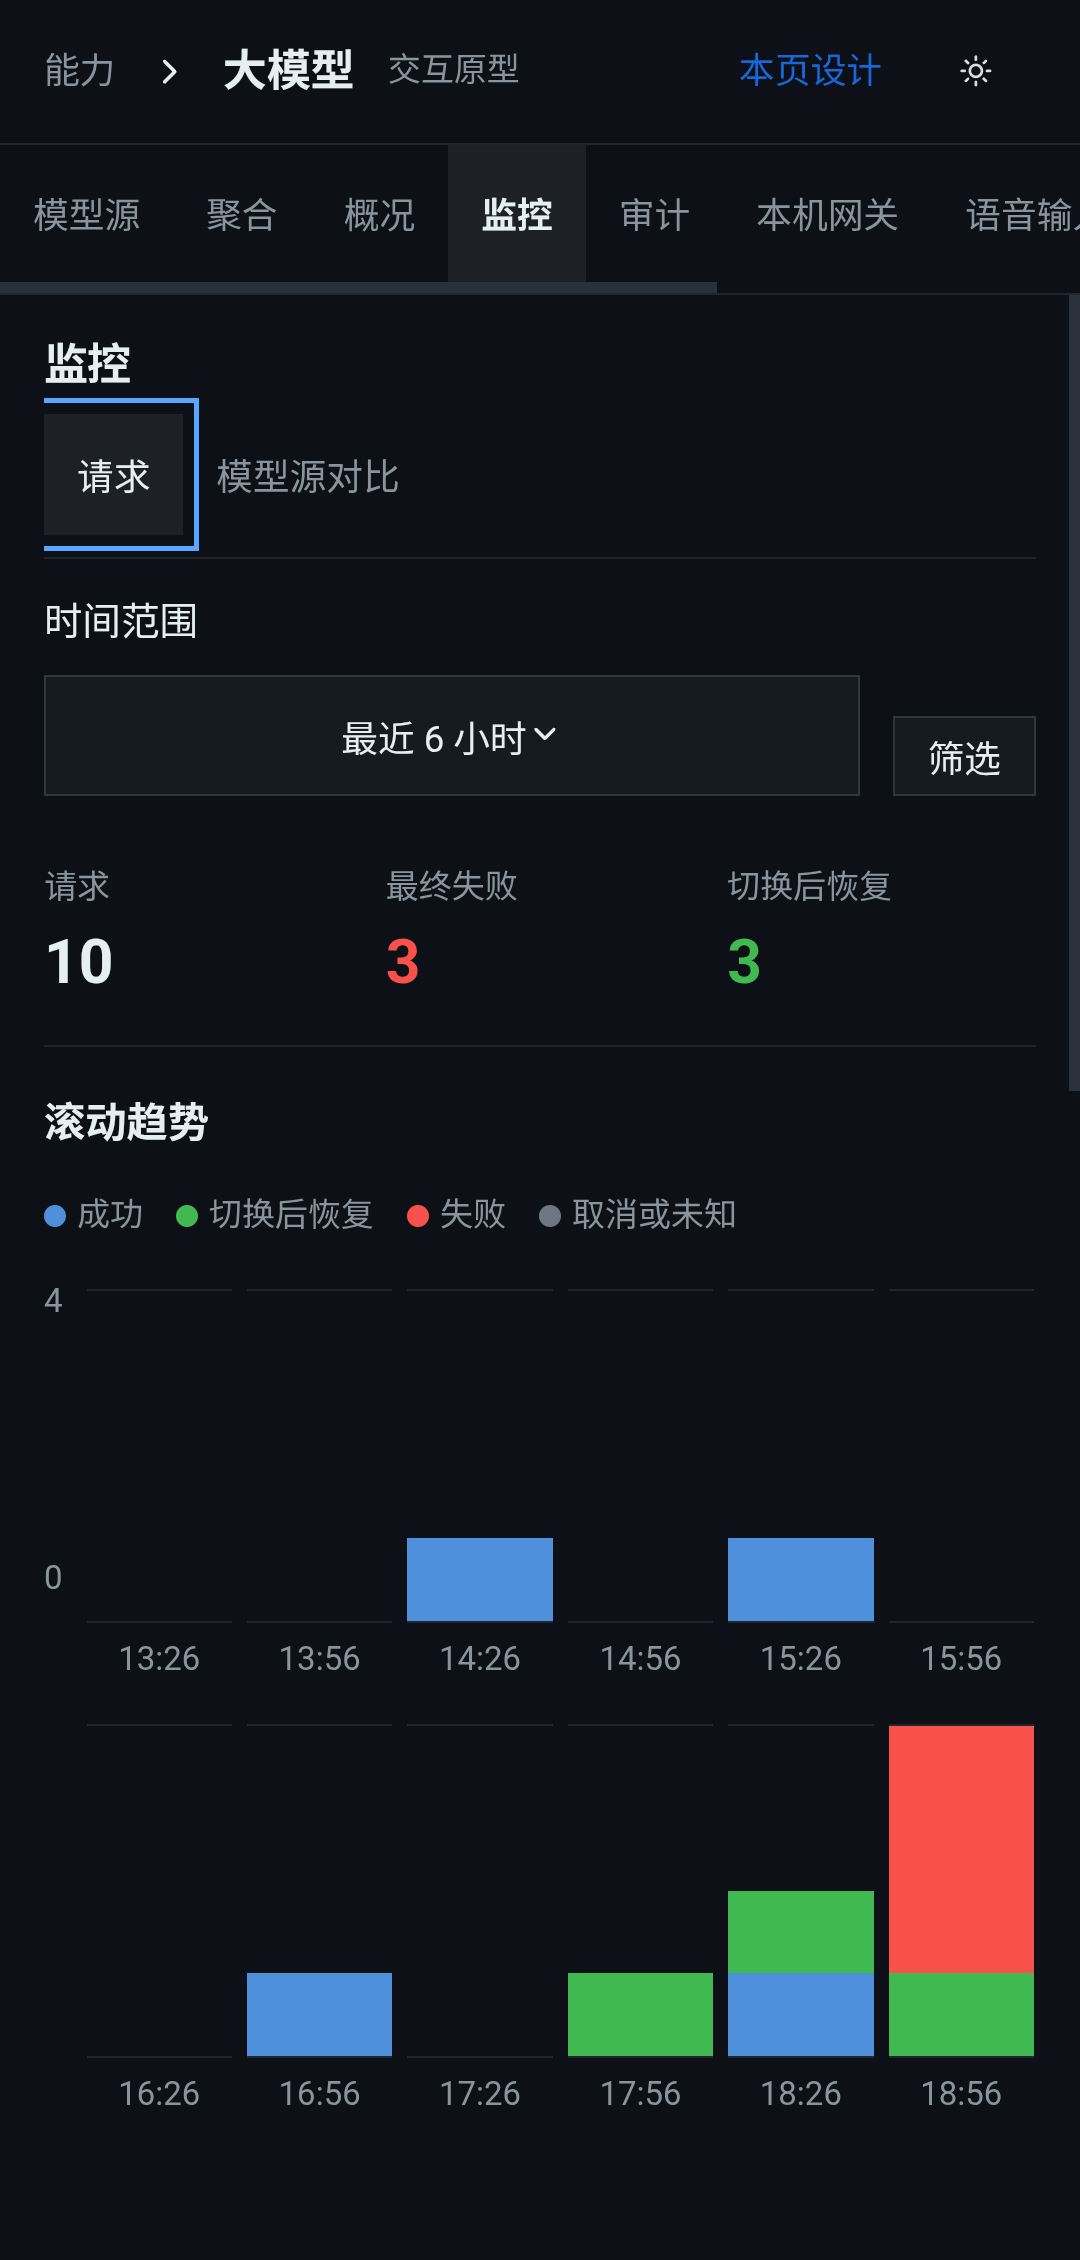 能力 > 大模型 交互原型 本页设计
模型源 聚合 概况 监控 审计 本机网关 语音输
监控
请求 模型源对比
时间范围
最近 6 小时
筛选
请求 最终失败 切换后恢复
10 3 3
滚动趋势
成功 切换后恢复 失败 取消或未知
4
0
13:26 13:56 14:26 14:56 15:26 15:56
16:26 16:56 17:26 17:56 18:26 18:56